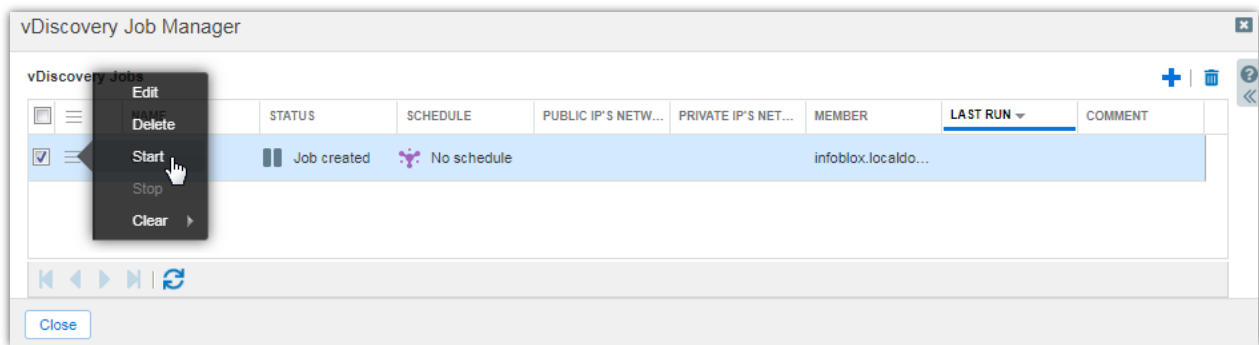 vDiscovery Job Manager
vDiscovery Jobs
NAME STATUS SCHEDULE PUBLIC IP'S NETW... PRIVATE IP'S NET... MEMBER LAST RUN COMMENT
Job created No schedule infoblox.localdo...
Edit
Delete
Start
Stop
Clear
Close